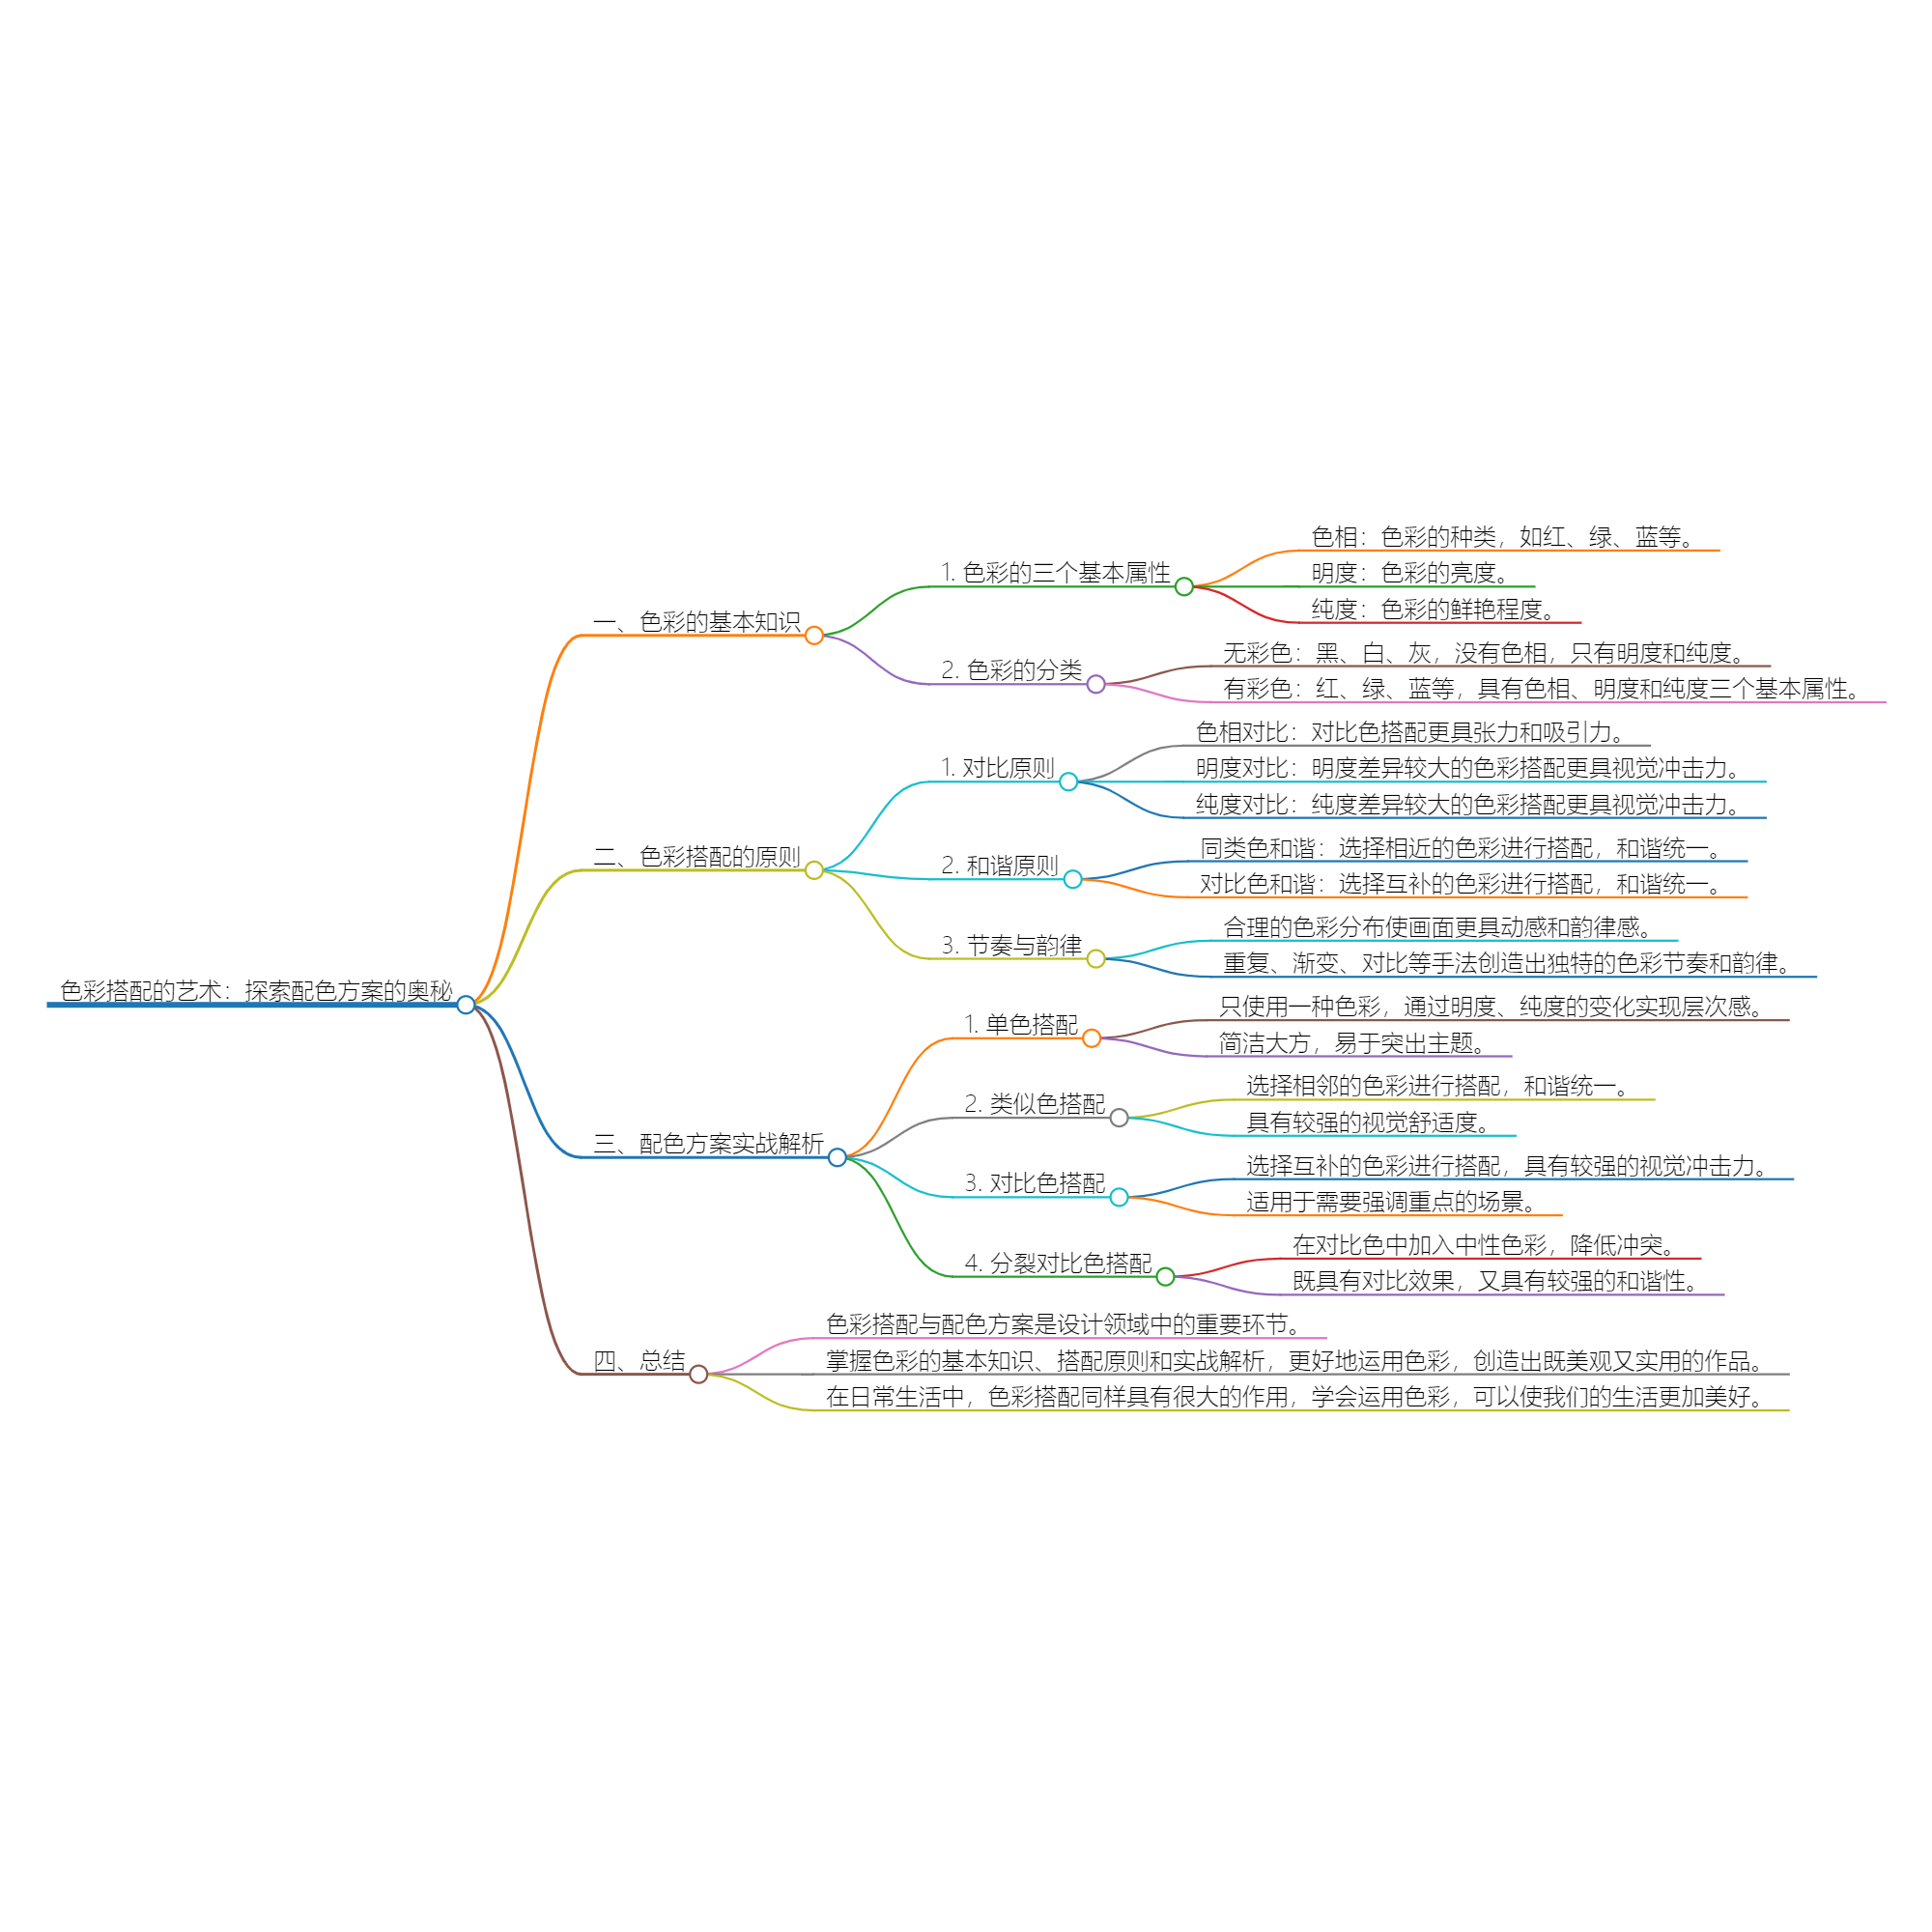 色彩搭配的艺术：探索配色方案的奥秘
一、色彩的基本知识
1. 色彩的三个基本属性
色相：色彩的种类，如红、绿、蓝等。
明度：色彩的亮度。
纯度：色彩的鲜艳程度。
2. 色彩的分类
无彩色：黑、白、灰，没有色相，只有明度和纯度。
有彩色：红、绿、蓝等，具有色相、明度和纯度三个基本属性。
二、色彩搭配的原则
1. 对比原则
色相对比：对比色搭配更具张力和吸引力。
明度对比：明度差异较大的色彩搭配更具视觉冲击力。
纯度对比：纯度差异较大的色彩搭配更具视觉冲击力。
2. 和谐原则
同类色和谐：选择相近的色彩进行搭配，和谐统一。
对比色和谐：选择互补的色彩进行搭配，和谐统一。
3. 节奏与韵律
合理的色彩分布使画面更具动感和韵律感。
重复、渐变、对比等手法创造出独特的色彩节奏和韵律。
三、配色方案实战解析
1. 单色搭配
只使用一种色彩，通过明度、纯度的变化实现层次感。
简洁大方，易于突出主题。
2. 类似色搭配
选择相邻的色彩进行搭配，和谐统一。
具有较强的视觉舒适度。
3. 对比色搭配
选择互补的色彩进行搭配，具有较强的视觉冲击力。
适用于需要强调重点的场景。
4. 分裂对比色搭配
在对比色中加入中性色彩，降低冲突。
既具有对比效果，又具有较强的和谐性。
四、总结
色彩搭配与配色方案是设计领域中的重要环节。
掌握色彩的基本知识、搭配原则和实战解析，更好地运用色彩，创造出既美观又实用的作品。
在日常生活中，色彩搭配同样具有很大的作用，学会运用色彩，可以使我们的生活更加美好。